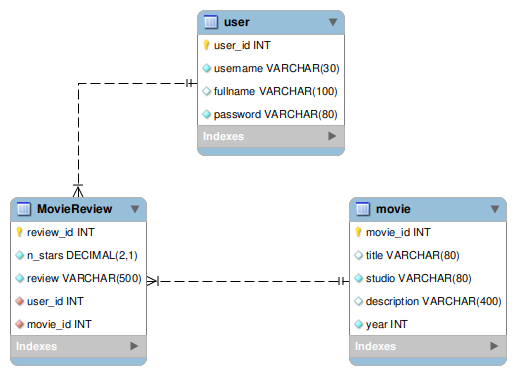 user
user_id INT
username VARCHAR(30)
fullname VARCHAR(100)
password VARCHAR(80)
Indexes
MovieReview
review_id INT
n_stars DECIMAL(2,1)
review VARCHAR(500)
user_id INT
movie_id INT
Indexes
movie
movie_id INT
title VARCHAR(80)
studio VARCHAR(80)
description VARCHAR(400)
year INT
Indexes